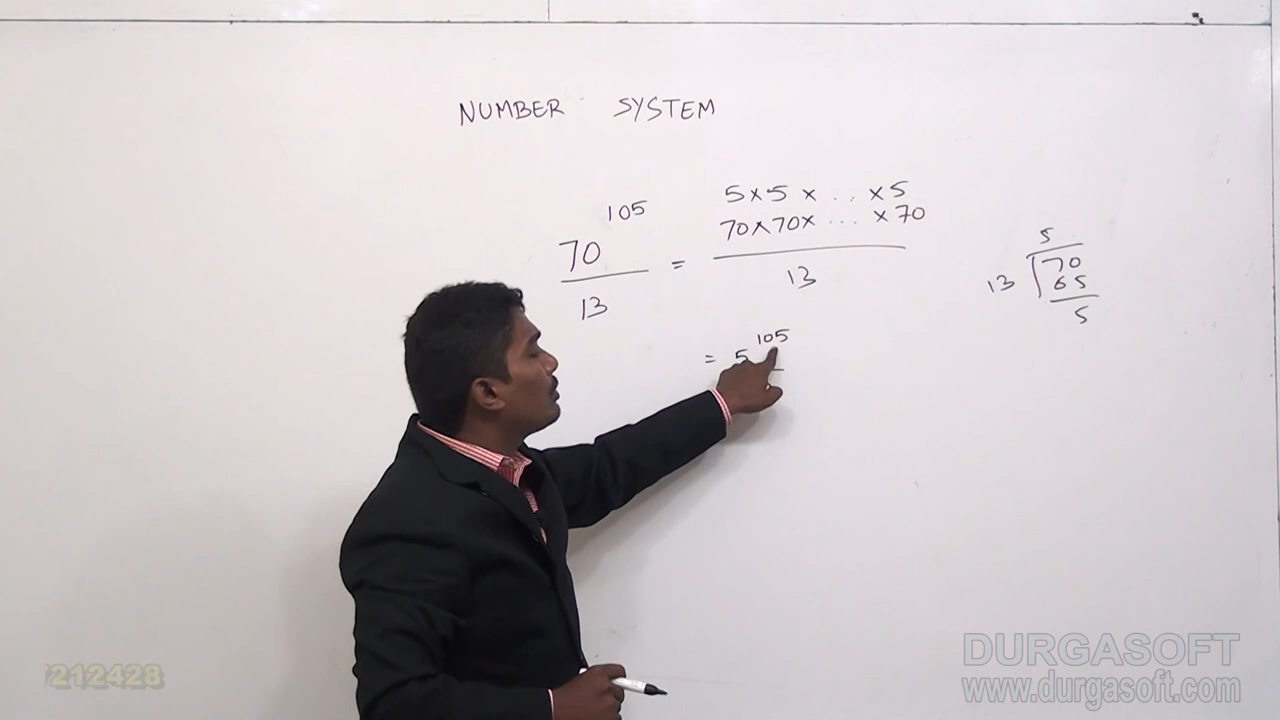 NUMBER SYSTEM
5×5 × ... ×5
70^105 / 13 = 70×70× ... ×70 / 13
5
13 70
65
5
= 5^105
212428
DURGASOFT
www.durgasoft.com